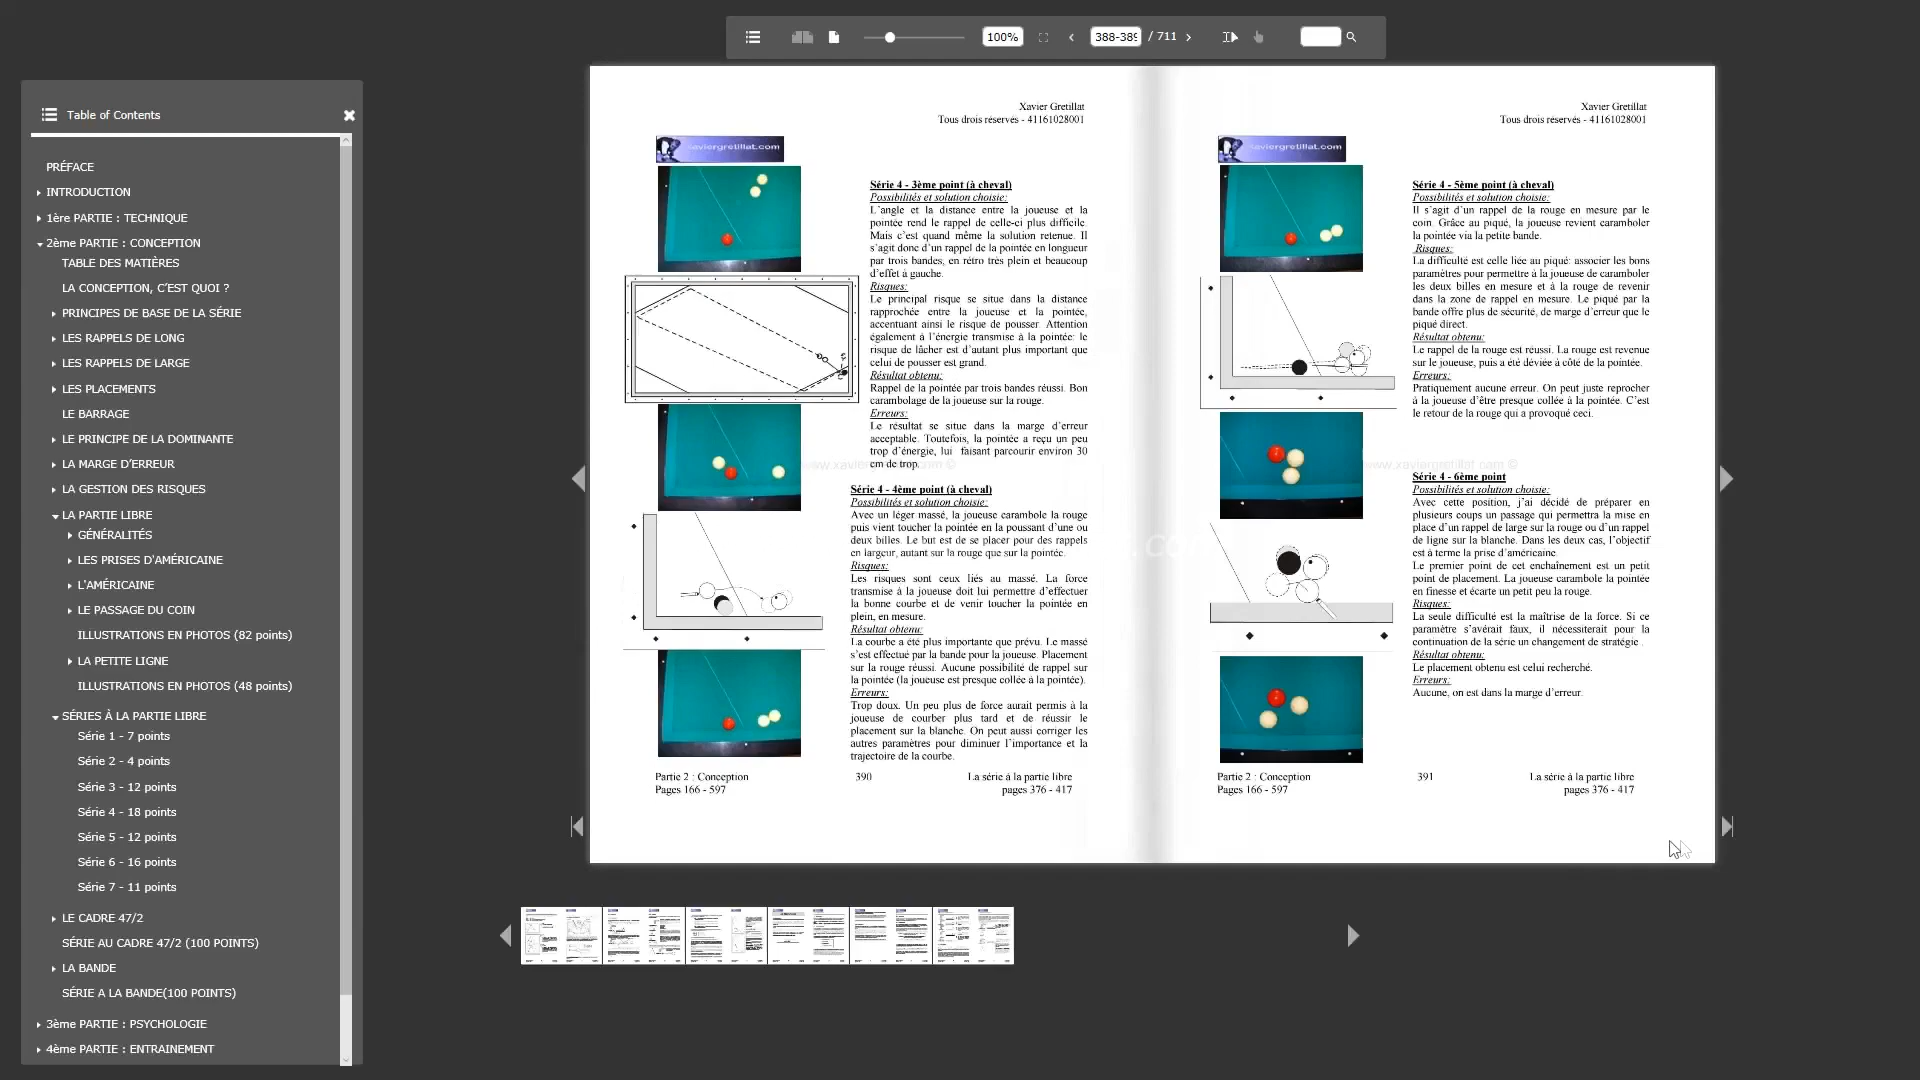 100%
388-389
/ 711
Table of Contents
PRÉFACE
INTRODUCTION
1ère PARTIE : TECHNIQUE
2ème PARTIE : CONCEPTION
TABLE DES MATIÈRES
LA CONCEPTION, C’EST QUOI ?
PRINCIPES DE BASE DE LA SÉRIE
LES RAPPELS DE LONG
LES RAPPELS DE LARGE
LES PLACEMENTS
LE BARRAGE
LE PRINCIPE DE LA DOMINANTE
LA MARGE D’ERREUR
LA GESTION DES RISQUES
LA PARTIE LIBRE
GÉNÉRALITÉS
LES PRISES D'AMÉRICAINE
L'AMÉRICAINE
LE PASSAGE DU COIN
ILLUSTRATIONS EN PHOTOS (82 points)
LA PETITE LIGNE
ILLUSTRATIONS EN PHOTOS (48 points)
SÉRIES À LA PARTIE LIBRE
Série 1 - 7 points
Série 2 - 4 points
Série 3 - 12 points
Série 4 - 18 points
Série 5 - 12 points
Série 6 - 16 points
Série 7 - 11 points
LE CADRE 47/2
SÉRIE AU CADRE 47/2 (100 POINTS)
LA BANDE
SÉRIE A LA BANDE(100 POINTS)
3ème PARTIE : PSYCHOLOGIE
4ème PARTIE : ENTRAINEMENT
Xavier Gretillat
Tous drois réservés - 41161028001
xaviergretillat.com
Série 4 - 3ème point (à cheval)
Possibilités et solution choisie:
L’angle et la distance entre la joueuse et la
pointée rend le rappel de celle-ci plus difficile.
Mais c’est quand même la solution retenue. Il
s’agit donc d’un rappel de la pointée en longueur
par trois bandes, en rétro très plein et beaucoup
d’effet à gauche.
Risques:
Le principal risque se situe dans la distance
rapprochée entre la joueuse et la pointée,
accentuant ainsi le risque de pousser. Attention
également à l’énergie transmise à la pointée: le
risque de lâcher est d’autant plus important que
celui de pousser est grand.
Résultat obtenu:
Rappel de la pointée par trois bandes réussi. Bon
carambolage de la joueuse sur la rouge.
Erreurs:
Le résultat se situe dans la marge d’erreur
acceptable. Toutefois, la pointée a reçu un peu
trop d’énergie, lui faisant parcourir environ 30
cm de trop.
Série 4 - 4ème point (à cheval)
Possibilités et solution choisie:
Avec un léger massé, la joueuse carambole la rouge
puis vient toucher la pointée en la poussant d’une ou
deux billes. Le but est de se placer pour des rappels
en largeur, autant sur la rouge que sur la pointée.
Risques:
Les risques sont ceux liés au massé. La force
transmise à la joueuse doit lui permettre d’effectuer
la bonne courbe et de venir toucher la pointée en
plein, en mesure.
Résultat obtenu:
La courbe a été plus importante que prévu. Le massé
s’est effectué par la bande pour la joueuse. Placement
sur la rouge réussi. Aucune possibilité de rappel sur
la pointée (la joueuse est presque collée à la pointée).
Erreurs:
Trop doux. Un peu plus de force aurait permis à la
joueuse de courber plus tard et de réussir le
placement sur la blanche. On peut aussi corriger les
autres paramètres pour diminuer l’importance et la
trajectoire de la courbe.
Partie 2 : Conception
Pages 166 - 597
390
La série à la partie libre
pages 376 - 417
Xavier Gretillat
Tous drois réservés - 41161028001
xaviergretillat.com
Série 4 - 5ème point (à cheval)
Possibilités et solution choisie:
Il s’agit d’un rappel de la rouge en mesure par le
coin. Grâce au piqué, la joueuse revient caramboler
la pointée via la petite bande.
Risques:
La difficulté est celle liée au piqué: associer les bons
paramètres pour permettre à la joueuse de caramboler
les deux billes en mesure et à la rouge de revenir
dans la zone de rappel en mesure. Le piqué par la
bande offre plus de sécurité, de marge d’erreur que le
piqué direct.
Résultat obtenu:
Le rappel de la rouge est réussi. La rouge est revenue
sur le joueuse, puis a été déviée à côté de la pointée.
Erreurs:
Pratiquement aucune erreur. On peut juste reprocher
à la joueuse d’être presque collée à la pointée. C’est
le retour de la rouge qui a provoqué ceci.
Série 4 - 6ème point
Possibilités et solution choisie:
Avec cette position, j’ai décidé de préparer en
plusieurs coups un passage qui permettra la mise en
place d’un rappel de large sur la rouge ou d’un rappel
de ligne sur la blanche. Dans les deux cas, l’objectif
est à terme la prise d’américaine.
Le premier point de cet enchaînement est un petit
point de placement. La joueuse carambole la pointée
en finesse et écarte un petit peu la rouge.
Risques:
La seule difficulté est la maîtrise de la force. Si ce
paramètre s’avérait faux, il nécessiterait pour la
continuation de la série un changement de stratégie .
Résultat obtenu:
Le placement obtenu est celui recherché.
Erreurs:
Aucune, on est dans la marge d’erreur.
Partie 2 : Conception
Pages 166 - 597
391
La série à la partie libre
pages 376 - 417